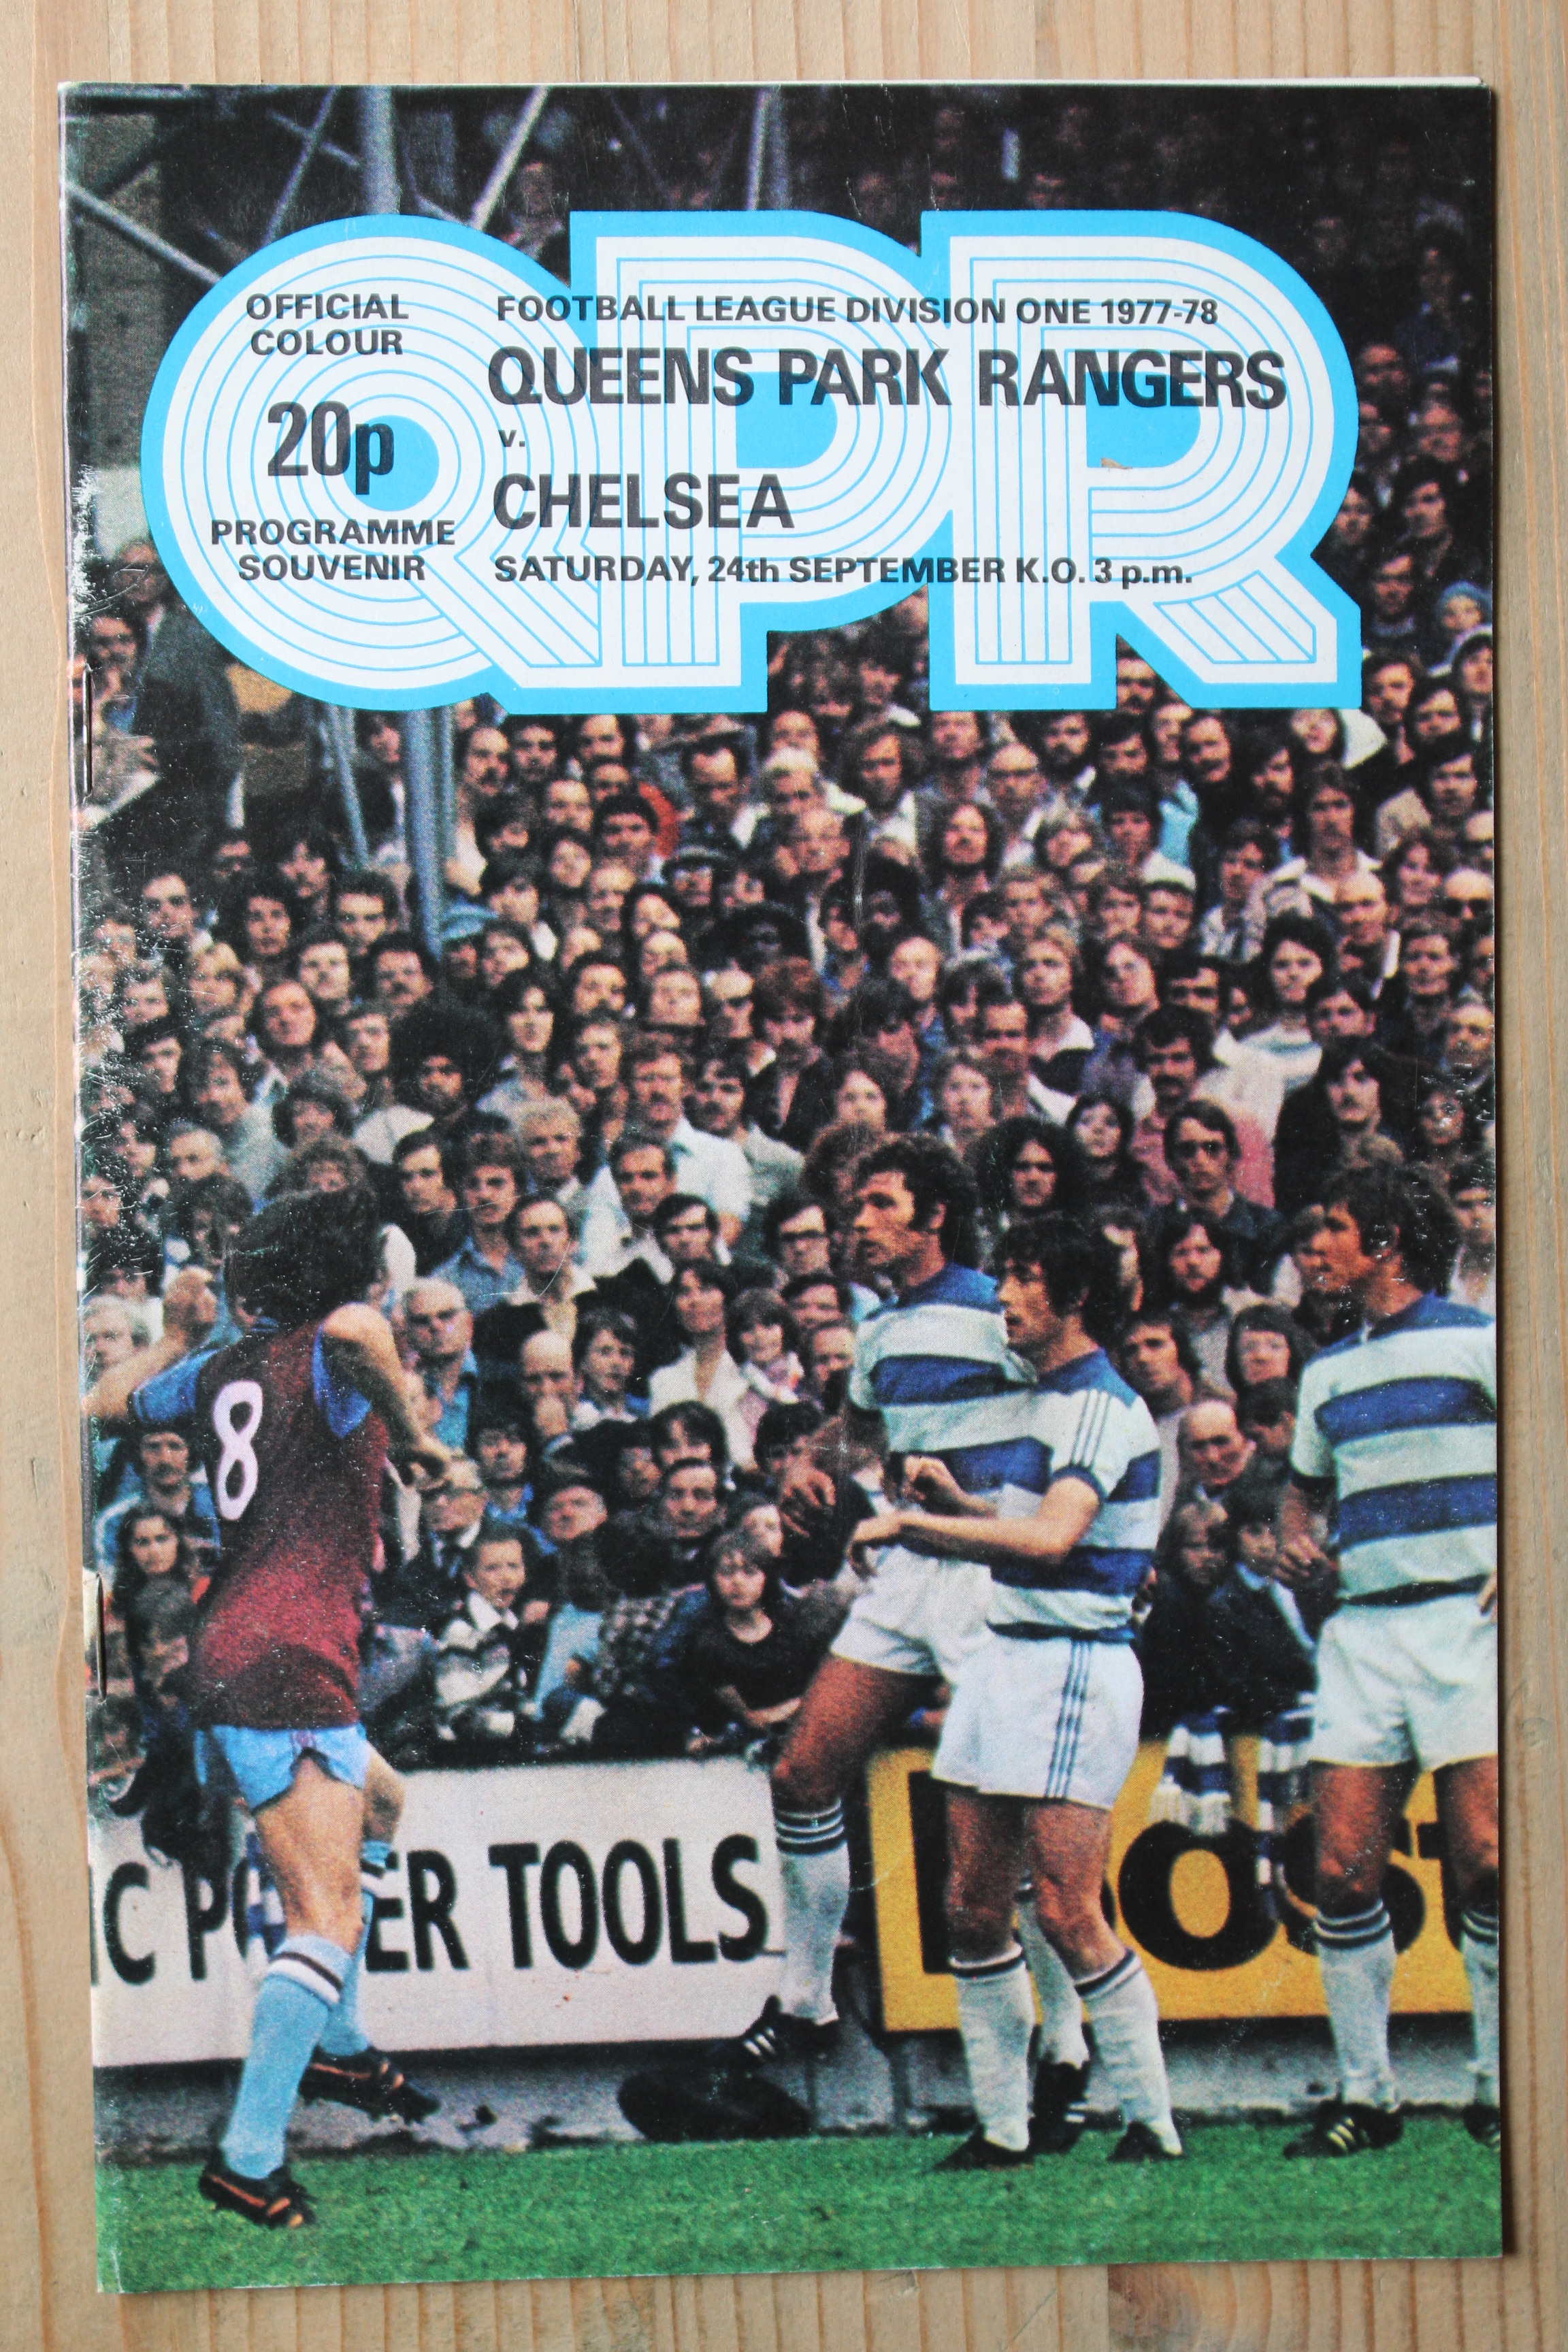 QPR
OFFICIAL
COLOUR
20p
PROGRAMME
SOUVENIR
FOOTBALL LEAGUE DIVISION ONE 1977-78
QUEENS PARK RANGERS
v.
CHELSEA
SATURDAY, 24th SEPTEMBER K.O. 3 p.m.
8
TOOLS